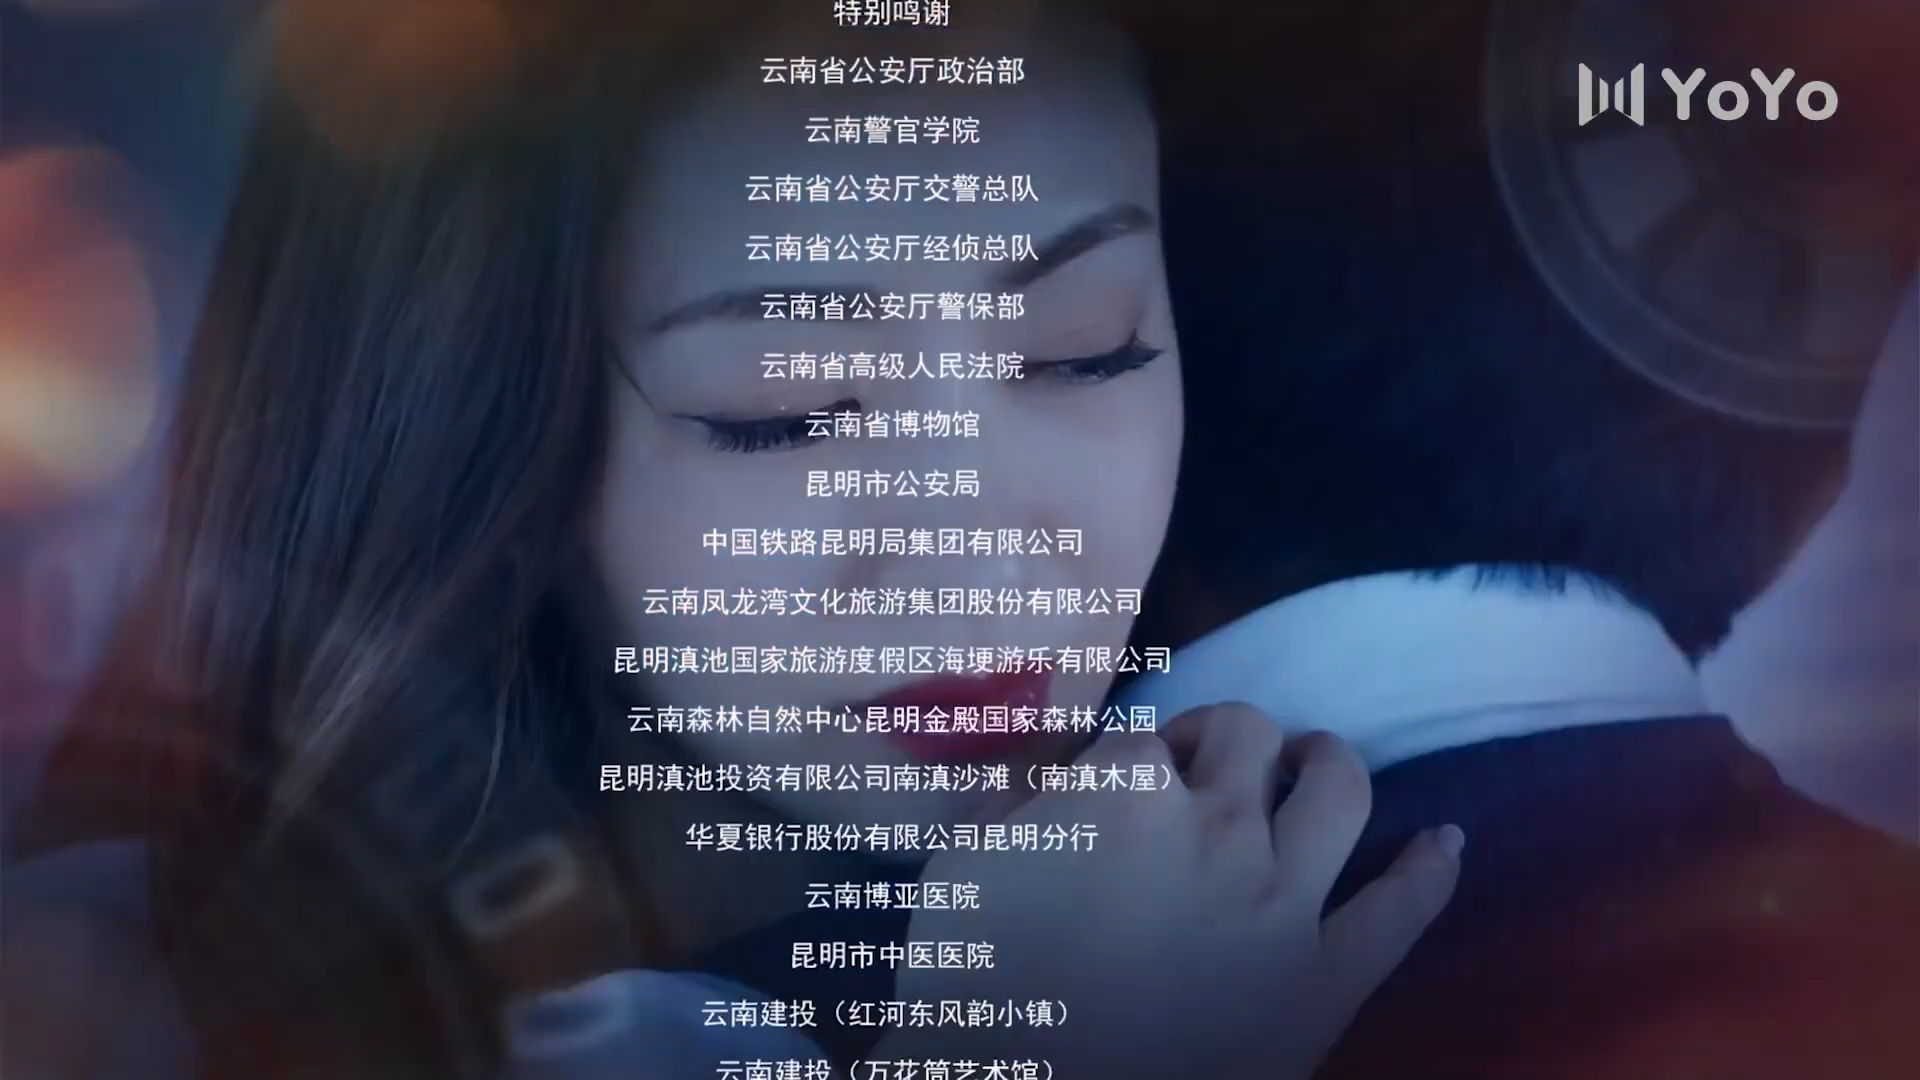 特别鸣谢
YoYo
云南省公安厅政治部
云南警官学院
云南省公安厅交警总队
云南省公安厅经侦总队
云南省公安厅警保部
云南省高级人民法院
云南省博物馆
昆明市公安局
中国铁路昆明局集团有限公司
云南凤龙湾文化旅游集团股份有限公司
昆明滇池国家旅游度假区海埂游乐有限公司
云南森林自然中心昆明金殿国家森林公园
昆明滇池投资有限公司南滇沙滩（南滇木屋）
华夏银行股份有限公司昆明分行
云南博亚医院
昆明市中医医院
云南建投（红河东风韵小镇）
云南建投（万花筒艺术馆）